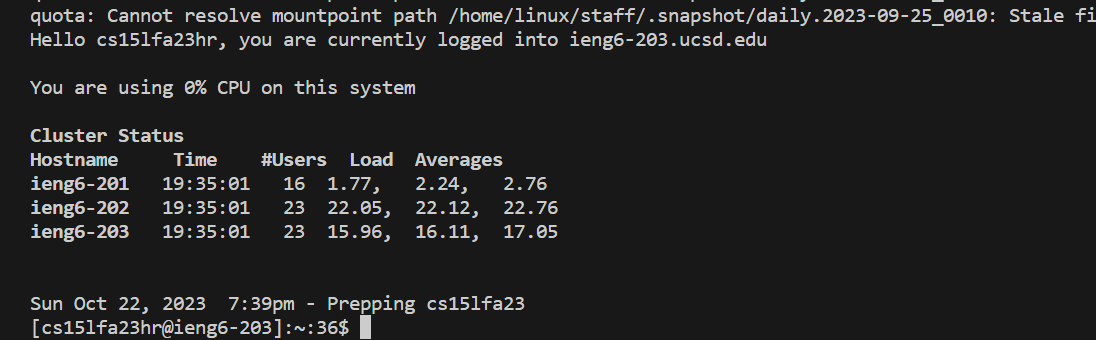 quota: Cannot resolve mountpoint path /home/linux/staff/.snapshot/daily.2023-09-25_0010: Stale fi
Hello cs15lfa23hr, you are currently logged into ieng6-203.ucsd.edu
You are using 0% CPU on this system
Cluster Status
Hostname     Time    #Users  Load  Averages
ieng6-201   19:35:01   16  1.77,   2.24,   2.76
ieng6-202   19:35:01   23  22.05,  22.12,  22.76
ieng6-203   19:35:01   23  15.96,  16.11,  17.05
Sun Oct 22, 2023  7:39pm - Prepping cs15lfa23
[cs15lfa23hr@ieng6-203]:~:36$